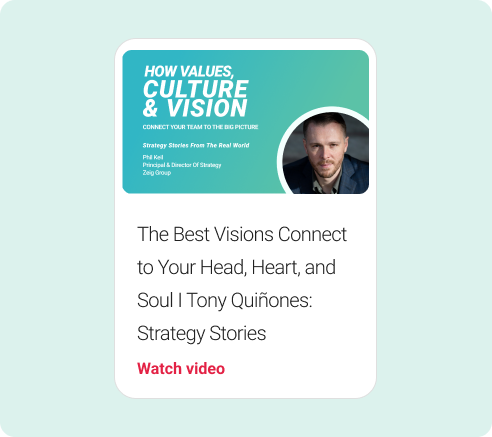 HOW VALUES,
CULTURE
& VISION
CONNECT YOUR TEAM TO THE BIG PICTURE
Strategy Stories From The Real World
Phil Keil
Principal & Director Of Strategy
Zeig Group
The Best Visions Connect
to Your Head, Heart, and
Soul I Tony Quiñones:
Strategy Stories
Watch video